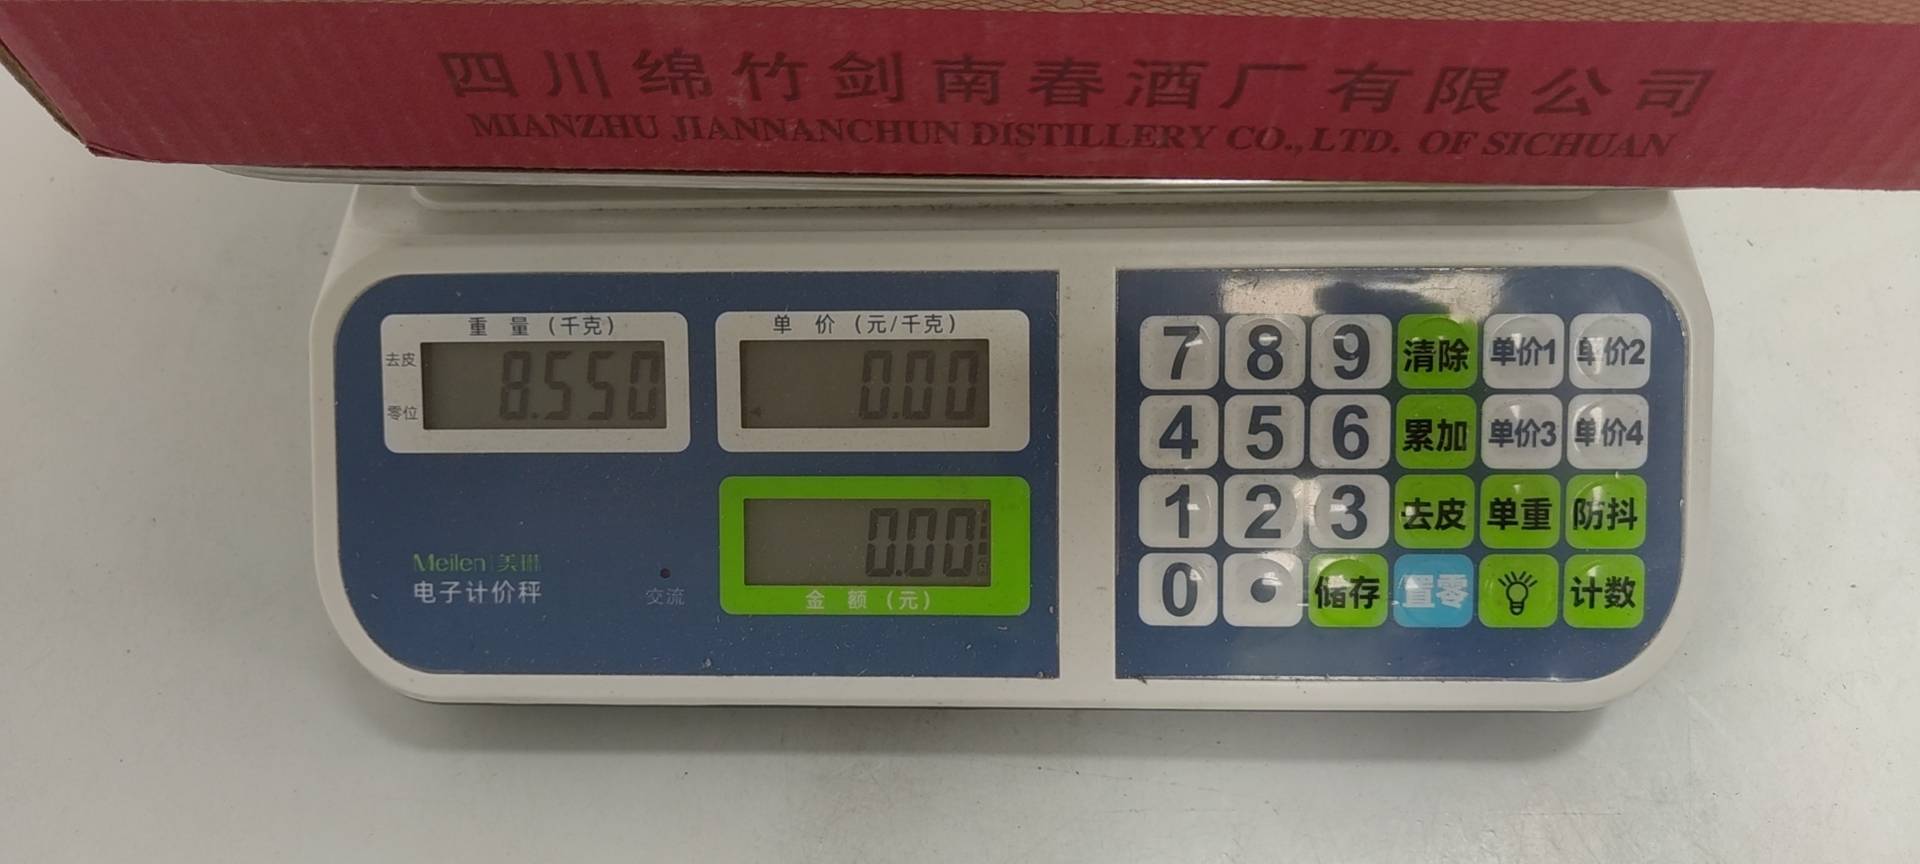 四川绵竹剑南春酒厂有限公司
MIANZHU JIANNANCHUN DISTILLERY CO.,LTD. OF SICHUAN
重 量 (千克)
去皮
零位
8.550
单 价 (元/千克)
0.00
0.00
金 额 (元)
Meilen 美琳
电子计价秤
交流
7 8 9 清除 单价1 单价2
4 5 6 累加 单价3 单价4
1 2 3 去皮 单重 防抖
0 • 储存 置零 计数